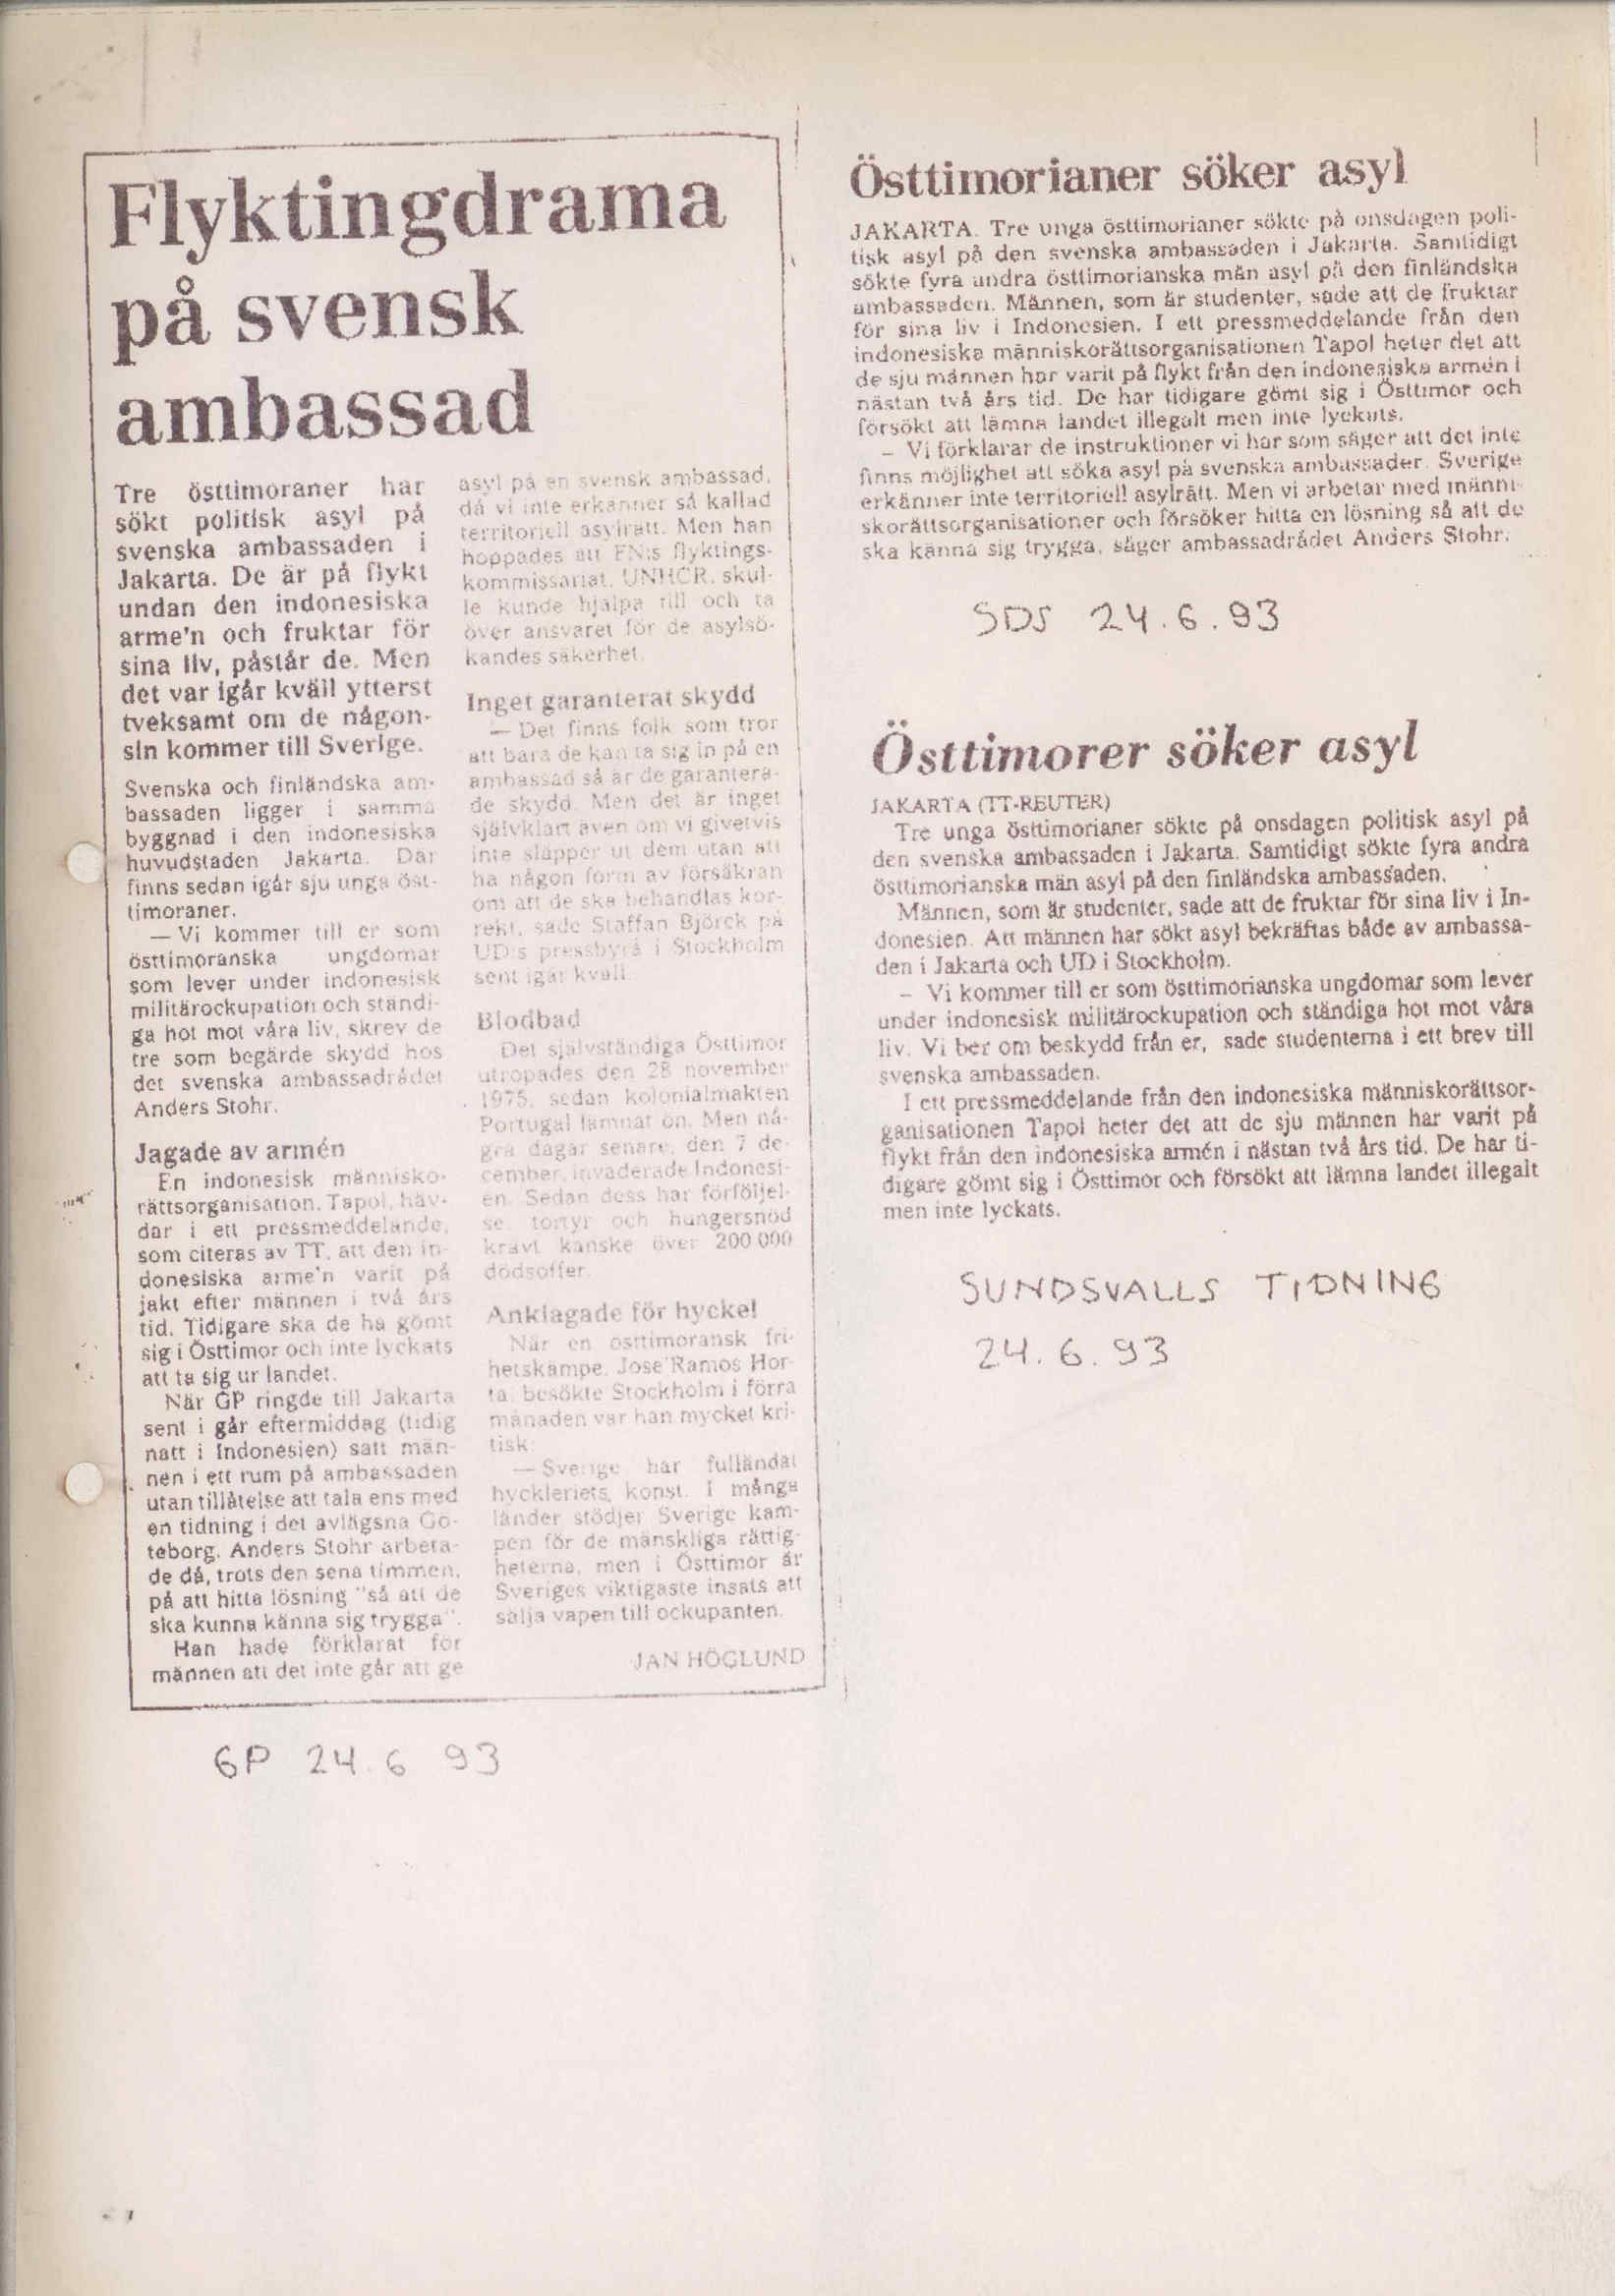 Flyktingdrama
på svensk
ambassad
Tre östtimoraner har
sökt politisk asyl på
svenska ambassaden i
Jakarta. De är på flykt
undan den indonesiska
arme'n och fruktar för
sina liv, påstår de. Men
det var igår kväll ytterst
tveksamt om de någon-
sin kommer till Sverige.
Svenska och finländska am-
bassaden ligger i samma
byggnad i den indonesiska
huvudstaden Jakarta. Där
finns sedan igår sju unga öst-
timoraner.
— Vi kommer till er som
östtimoranska ungdomar
som lever under indonesisk
militärockupation och ständi-
ga hot mot våra liv, skrev de
tre som begärde skydd hos
det svenska ambassadrådet
Anders Stohr.
Jagade av armén
En indonesisk människo-
rättsorganisation, Tapol, häv-
dar i ett pressmeddelande,
som citeras av TT, att den in-
donesiska arme'n varit på
jakt efter männen i två års
tid. Tidigare ska de ha gömt
sig i Östtimor och inte lyckats
att ta sig ur landet.
När GP ringde till Jakarta
sent i går eftermiddag (tidig
natt i Indonesien) satt män-
nen i ett rum på ambassaden
utan tillåtelse att tala ens med
en tidning i det avlägsna Gö-
teborg. Anders Stohr arbeta-
de då, trots den sena timmen,
på att hitta lösning "så att de
ska kunna känna sig trygga".
Han hade förklarat för
männen att det inte går att ge
asyl på en svensk ambassad,
då vi inte erkänner så kallad
territoriell asylrätt. Men han
hoppades att FN:s flyktings-
kommissariat, UNHCR, skul-
le kunde hjälpa till och ta
över ansvaret för de asylsö-
kandes säkerhet.
Inget garanterat skydd
— Det finns folk som tror
att bara de kan ta sig in på en
ambassad så är de garantera-
de skydd. Men det är inget
självklart även om vi givetvis
inte släpper ut dem utan att
ha någon form av försäkran
om att de ska behandlas kor-
rekt, sade Staffan Björck på
UD:s pressbyrå i Stockholm
sent igår kväll.
Blodbad
Det självständiga Östtimor
utropades den 28 november
1975, sedan kolonialmakten
Portugal lämnat ön. Men nå-
gra dagar senare, den 7 de-
cember, invaderade Indonesi-
en. Sedan dess har förföljel-
se, tortyr och hungersnöd
krävt kanske över 200 000
dödsoffer.
Anklagade för hyckel
När en östtimoransk fri-
hetskämpe, Jose'Ramos Hor-
ta, besökte Stockholm i förra
månaden var han mycket kri-
tisk:
— Sverige har fulländat
hyckleriets konst. I många
länder stödjer Sverige kam-
pen för de mänskliga rättig-
heterna, men i Östtimor är
Sveriges viktigaste insats att
sälja vapen till ockupanten.
JAN HÖGLUND
GP 24.6 93
Östtimorianer söker asyl
JAKARTA. Tre unga östtimorianer sökte på onsdagen poli-
tisk asyl på den svenska ambassaden i Jakarta. Samtidigt
sökte fyra andra östtimorianska män asyl på den finländska
ambassaden. Männen, som är studenter, sade att de fruktar
för sina liv i Indonesien. I ett pressmeddelande från den
indonesiska människorättsorganisationen Tapol heter det att
de sju männen har varit på flykt från den indonesiska armén i
nästan två års tid. De har tidigare gömt sig i Östtimor och
försökt att lämna landet illegalt men inte lyckats.
– Vi förklarar de instruktioner vi har som säger att det inte
finns möjlighet att söka asyl på svenska ambassader. Sverige
erkänner inte territoriell asylrätt. Men vi arbetar med männi-
skorättsorganisationer och försöker hitta en lösning så att de
ska känna sig trygga, säger ambassadrådet Anders Stohr.
SDS 24.6.93
Östtimorer söker asyl
JAKARTA (TT-REUTER)
Tre unga östtimorianer sökte på onsdagen politisk asyl på
den svenska ambassaden i Jakarta. Samtidigt sökte fyra andra
östtimorianska män asyl på den finländska ambassaden.
Männen, som är studenter, sade att de fruktar för sina liv i In-
donesien. Att männen har sökt asyl bekräftas både av ambassa-
den i Jakarta och UD i Stockholm.
– Vi kommer till er som östtimorianska ungdomar som lever
under indonesisk militärockupation och ständiga hot mot våra
liv. Vi ber om beskydd från er, sade studenterna i ett brev till
svenska ambassaden.
I ett pressmeddelande från den indonesiska människorättsor-
ganisationen Tapol heter det att de sju männen har varit på
flykt från den indonesiska armén i nästan två års tid. De har ti-
digare gömt sig i Östtimor och försökt att lämna landet illegalt
men inte lyckats.
SUNDSVALLS TIDNING
24.6.93